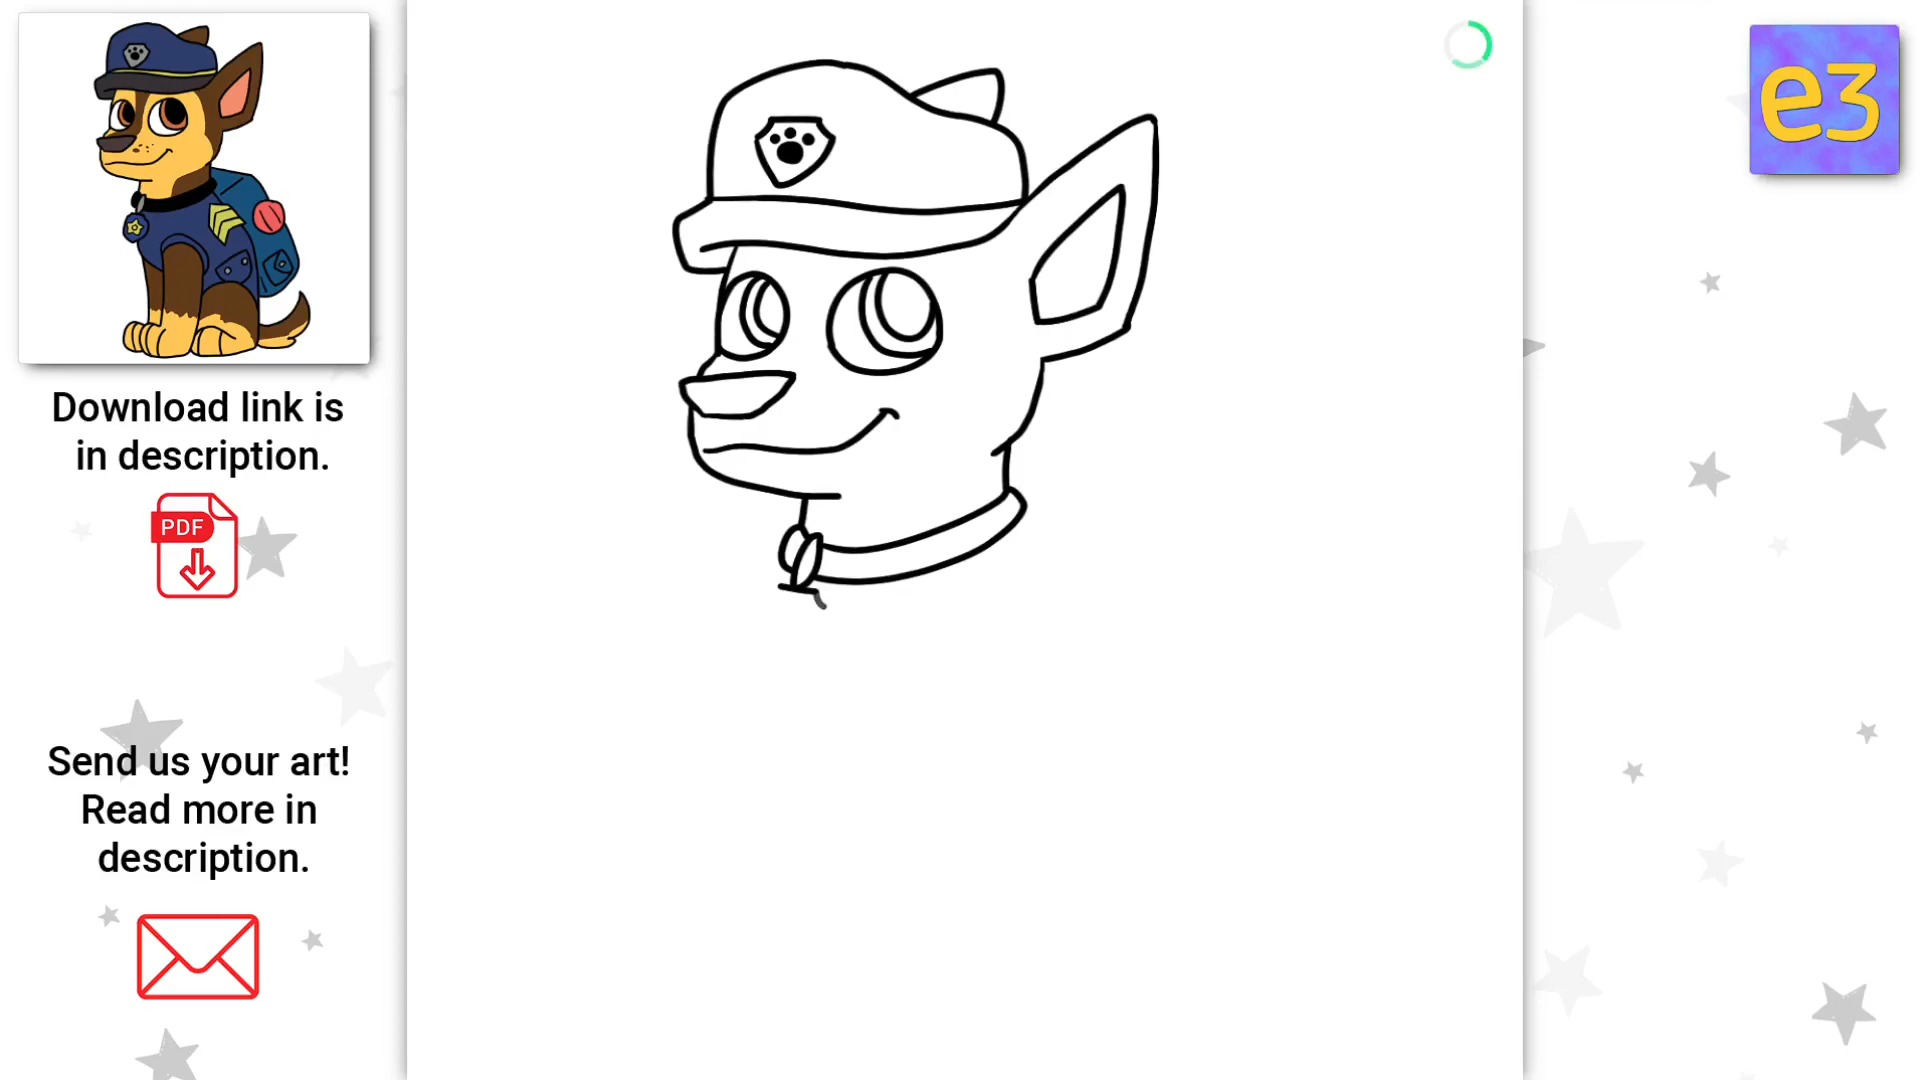 e3
Download link is
in description.
PDF
Send us your art!
Read more in
description.